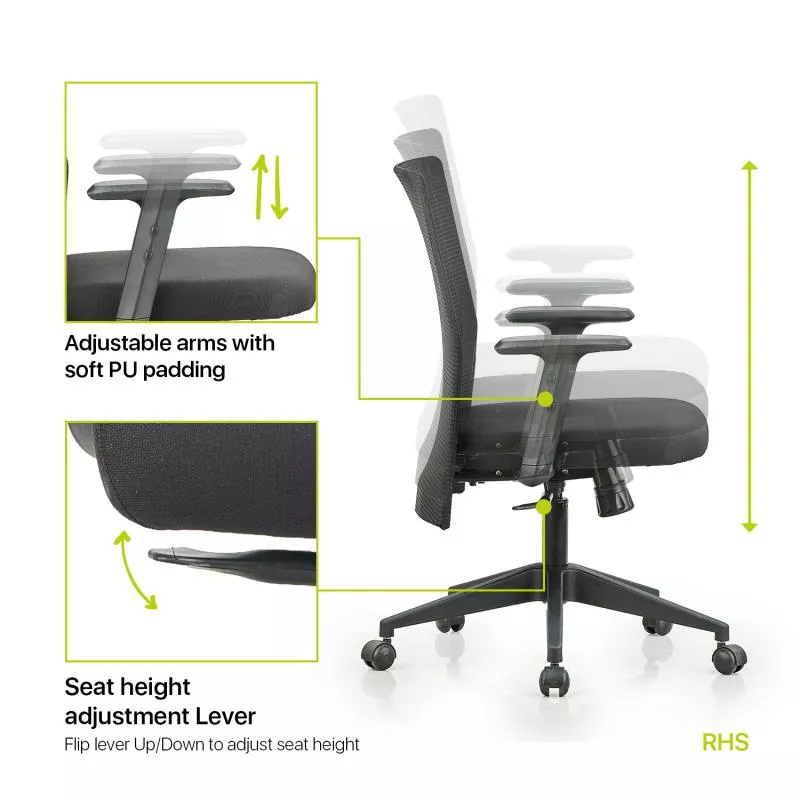 Adjustable arms with
soft PU padding
Seat height
adjustment Lever
Flip lever Up/Down to adjust seat height
RHS